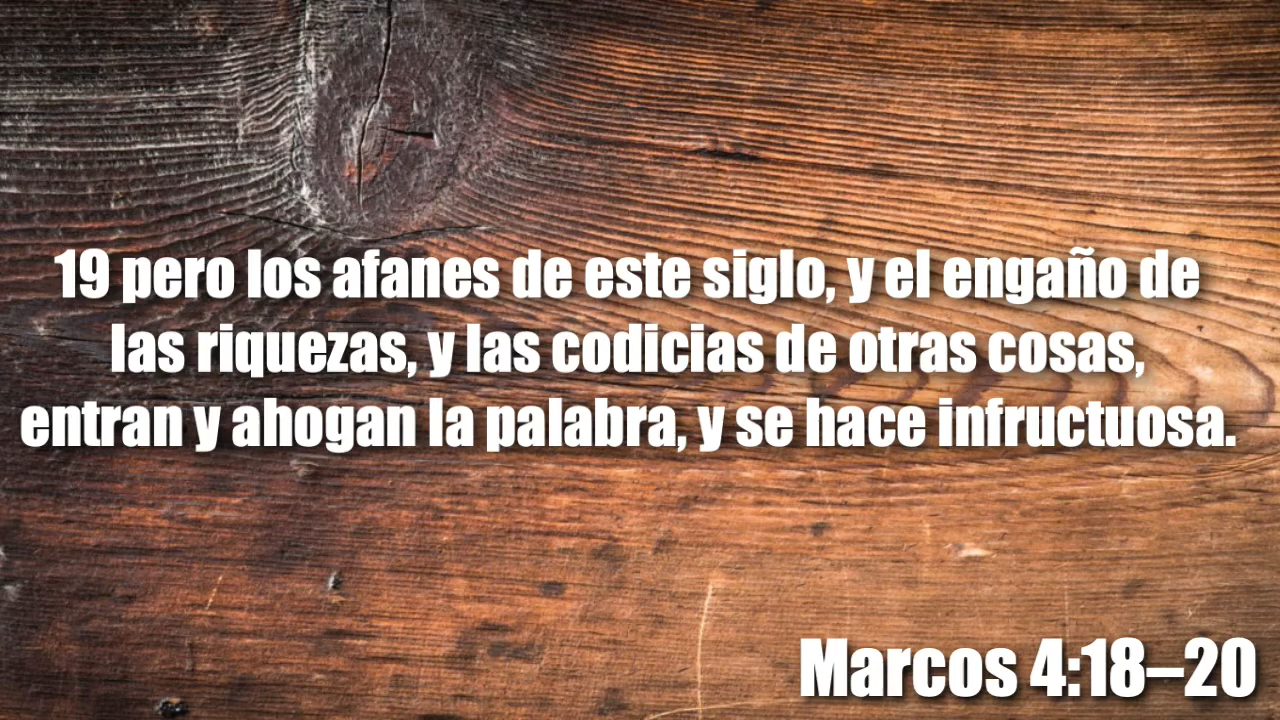 19 pero los afanes de este siglo, y el engaño de
las riquezas, y las codicias de otras cosas,
entran y ahogan la palabra, y se hace infructuosa.
Marcos 4:18–20